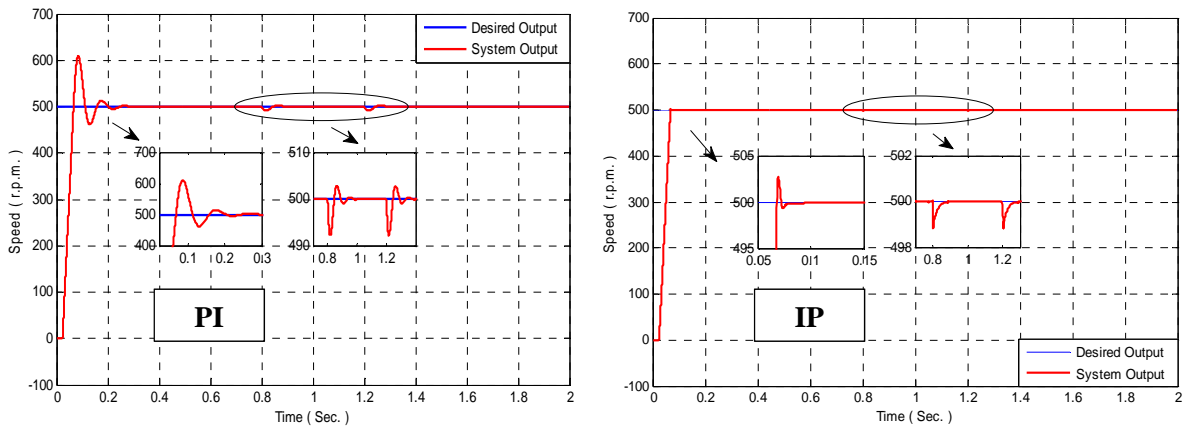 700
600
500
400
300
200
100
0
-100
Speed ( r.p.m. )
0 0.2 0.4 0.6 0.8 1 1.2 1.4 1.6 1.8 2
Time ( Sec. )
Desired Output
System Output
700
600
500
400
0.1 0.2 0.3
510
500
490
0.8 1 1.2
PI
700
600
500
400
300
200
100
0
-100
Speed ( r.p.m. )
0 0.2 0.4 0.6 0.8 1 1.2 1.4 1.6 1.8 2
Time ( Sec. )
505
500
495
0.05 0.1 0.15
502
500
498
0.8 1 1.2
IP
Desired Output
System Output